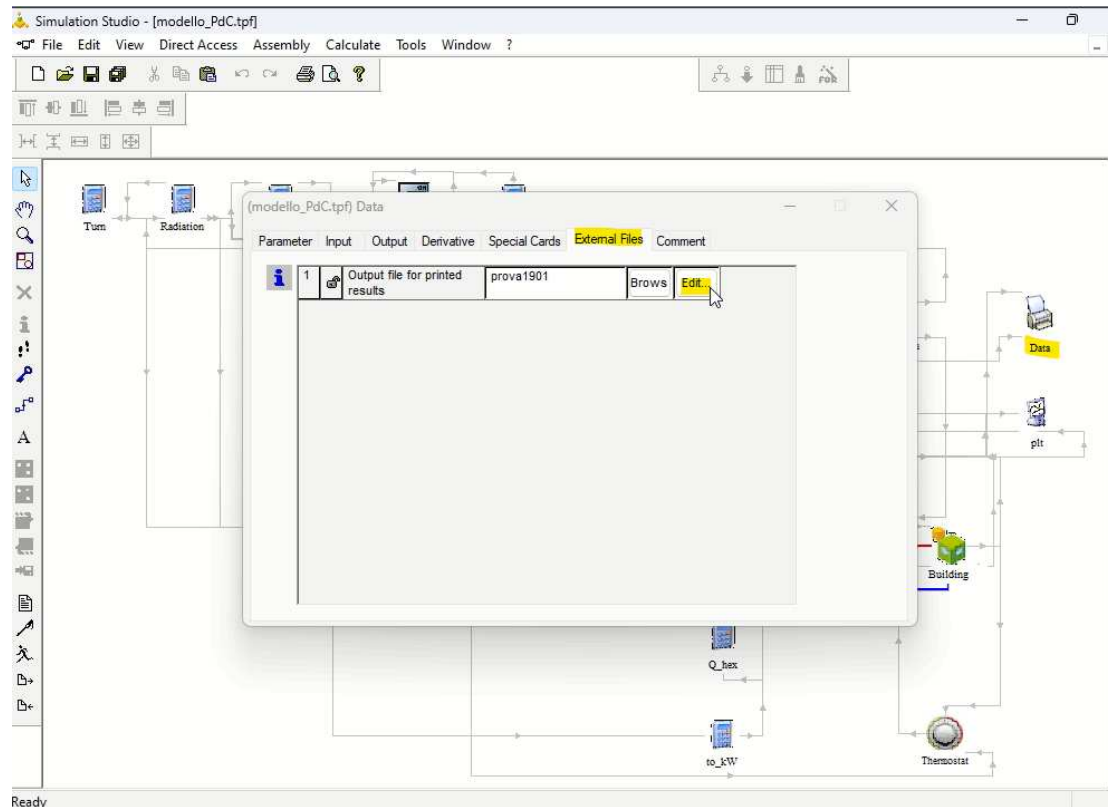 Simulation Studio - [modello_PdC.tpf]
File Edit View Direct Access Assembly Calculate Tools Window ?
FOR
Turn
Radiation
(modello_PdC.tpf) Data
Parameter Input Output Derivative Special Cards External Files Comment
1 Output file for printed results prova1901 Brows Edit...
Data
A
plt
Building
Q_hex
to_kW
Thermostat
Ready